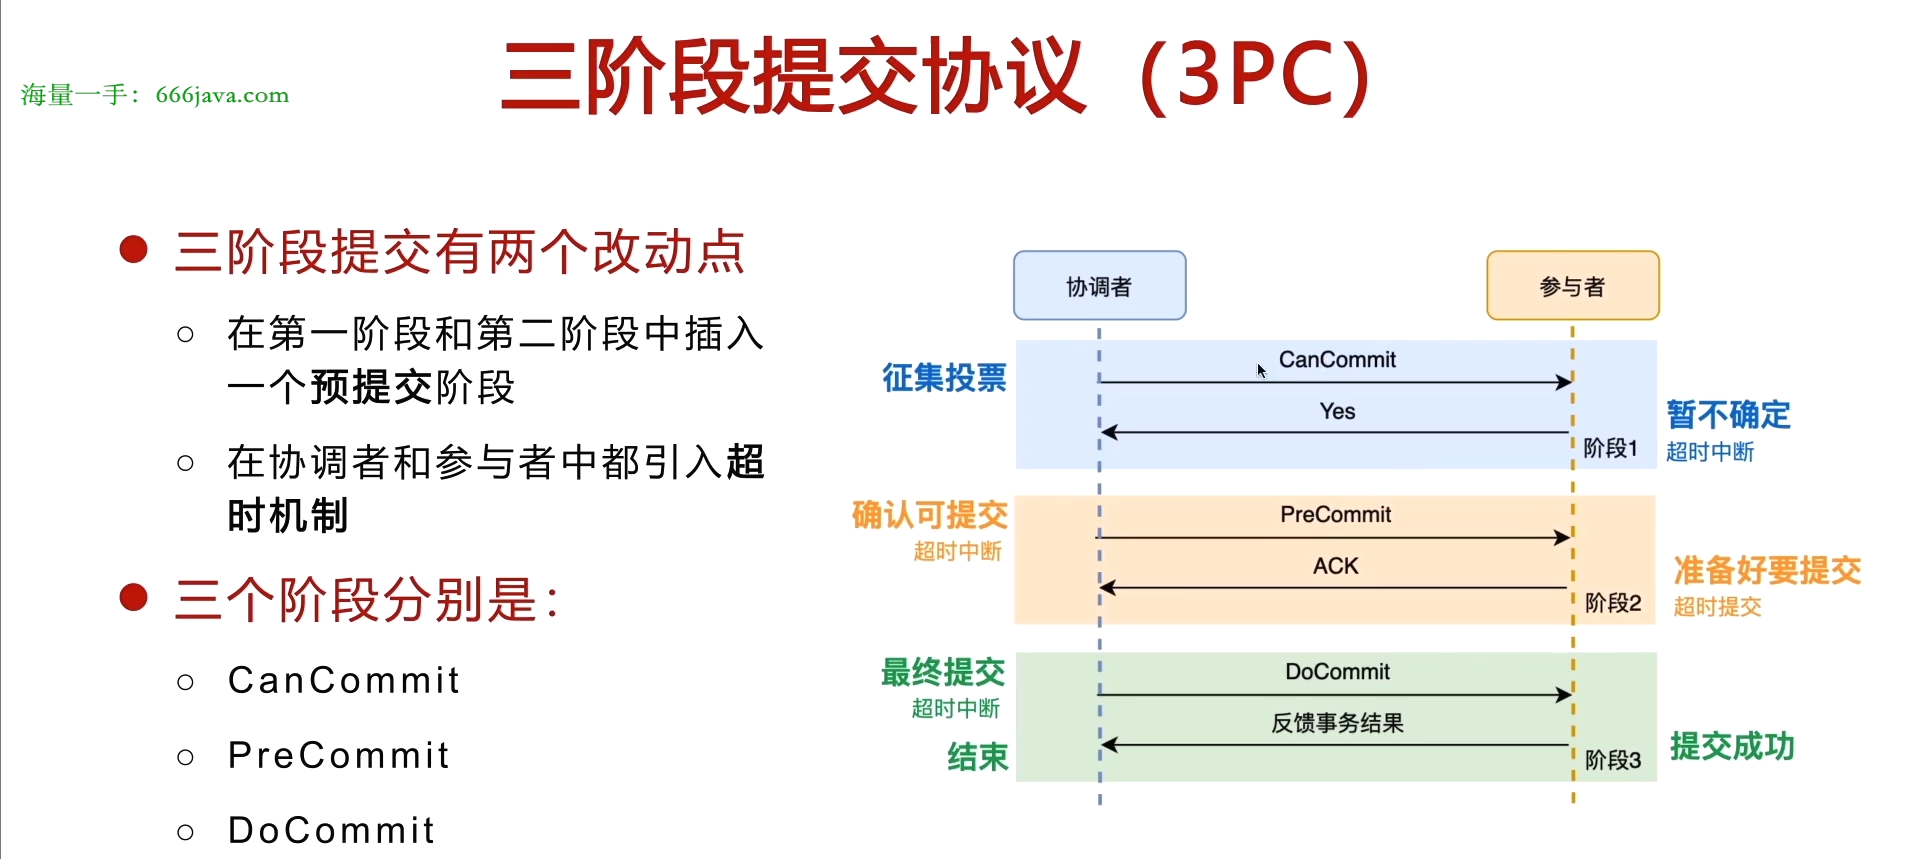 三阶段提交协议（3PC）
海量一手：666java.com
三阶段提交有两个改动点
在第一阶段和第二阶段中插入
一个预提交阶段
在协调者和参与者中都引入超
时机制
三个阶段分别是：
CanCommit
PreCommit
DoCommit
协调者
参与者
征集投票
CanCommit
Yes
阶段1
暂不确定
超时中断
确认可提交
超时中断
PreCommit
ACK
阶段2
准备好要提交
超时提交
最终提交
超时中断
结束
DoCommit
反馈事务结果
阶段3
提交成功